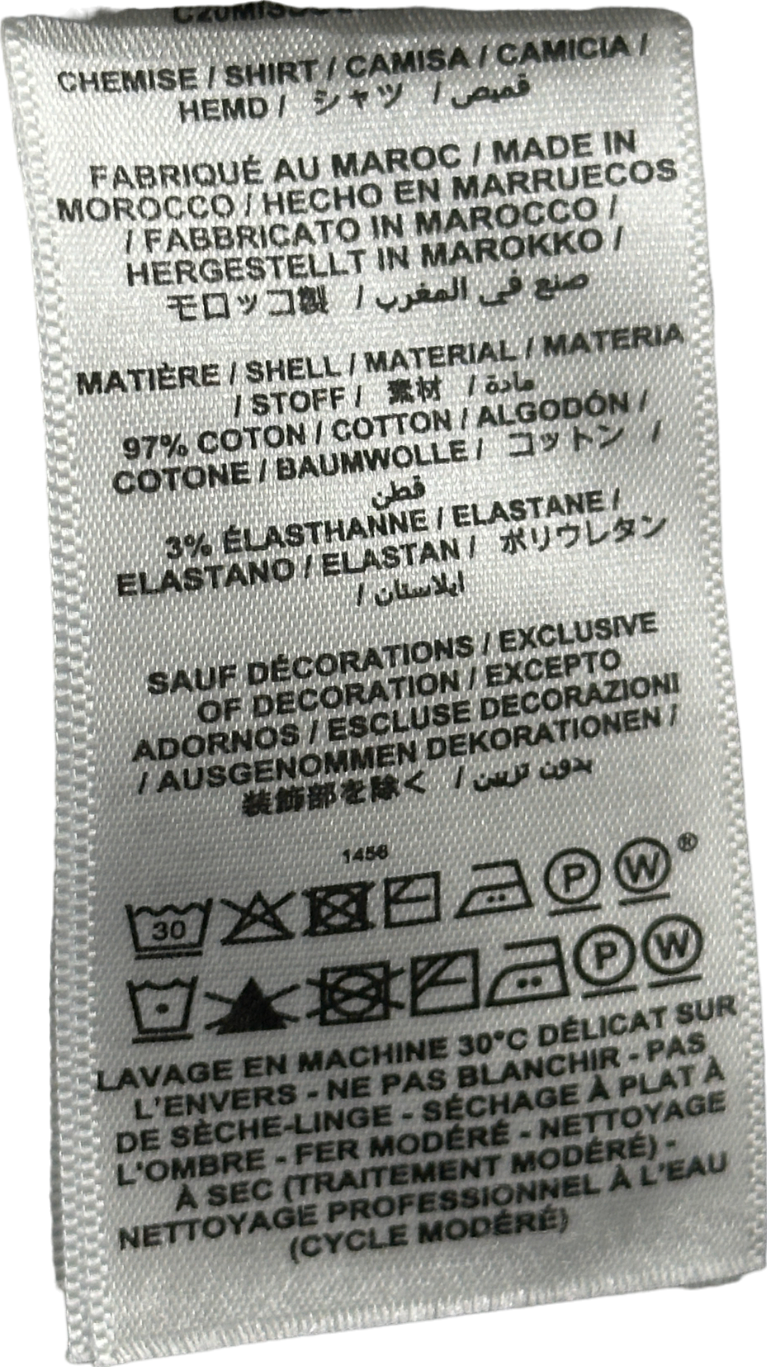 CHEMISE / SHIRT / CAMISA / CAMICIA /
HEMD / シャツ / قميص
FABRIQUÉ AU MAROC / MADE IN
MOROCCO / HECHO EN MARRUECOS
/ FABBRICATO IN MAROCCO /
HERGESTELLT IN MAROKKO /
モロッコ製 / صنع في المغرب
MATIÈRE / SHELL / MATERIAL / MATERIA
/ STOFF / 素材 / مادة
97% COTON / COTTON / ALGODÓN /
COTONE / BAUMWOLLE / コットン /
قطن
3% ÉLASTHANNE / ELASTANE /
ELASTANO / ELASTAN / ポリウレタン
/ ايلاستان
SAUF DÉCORATIONS / EXCLUSIVE
OF DECORATION / EXCEPTO
ADORNOS / ESCLUSE DECORAZIONI
/ AUSGENOMMEN DEKORATIONEN /
装飾部を除く / بدون تزيين
1456
30 P W ®
P W
LAVAGE EN MACHINE 30°C DÉLICAT SUR
L'ENVERS - NE PAS BLANCHIR - PAS
DE SÈCHE-LINGE - SÉCHAGE À PLAT À
L'OMBRE - FER MODÉRÉ - NETTOYAGE
À SEC (TRAITEMENT MODÉRÉ) -
NETTOYAGE PROFESSIONNEL À L'EAU
(CYCLE MODÉRÉ)